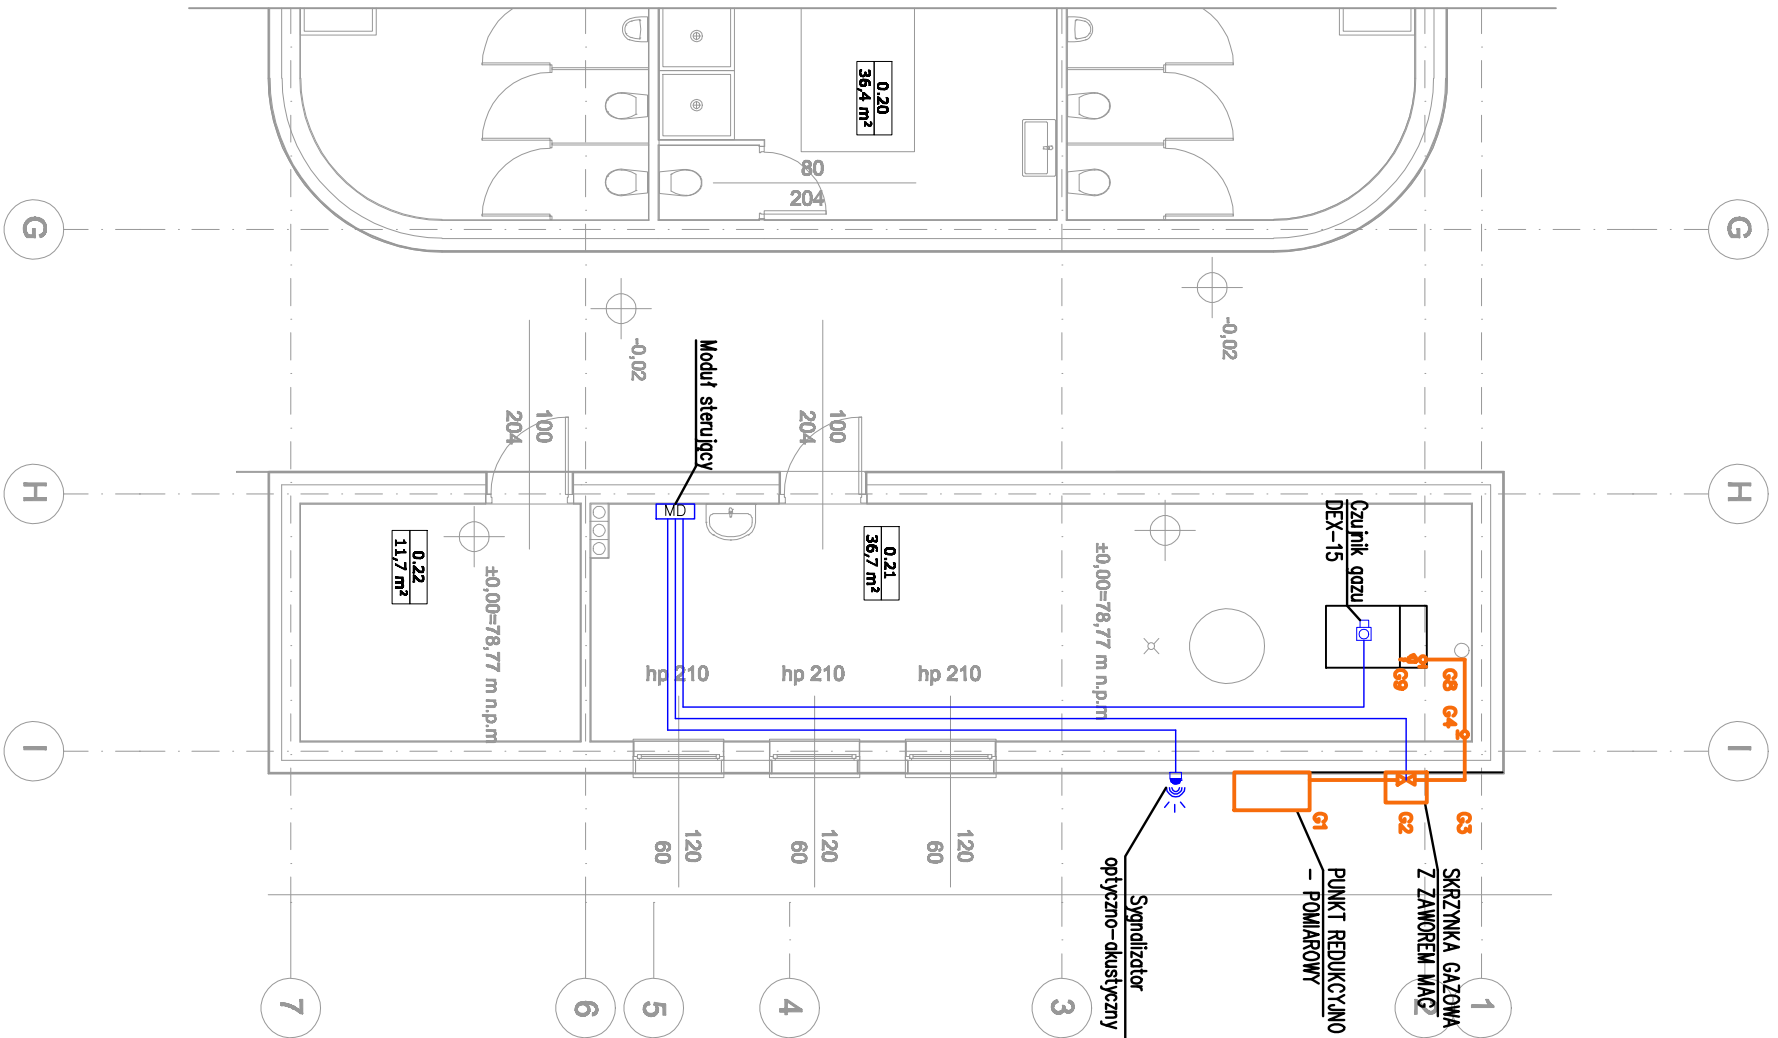 0.20
36,4 m²
80
204
G
G
-0,02
-0,02
Moduł sterujący
100
204
100
204
H
H
MD
Czujnik gazu
DEX-15
0.22
11,7 m²
0.21
36,7 m²
±0,00=78,77 m n.p.m
±0,00=78,77 m n.p.m
hp 210
hp 210
hp 210
G9
G8
G4
I
I
G1
G2
G3
120
60
120
60
120
60
Sygnalizator
optyczno-akustyczny
PUNKT REDUKCYJNO
- POMIAROWY
SKRZYNKA GAZOWA
Z ZAWOREM MAG
7
6
5
4
3
2
1